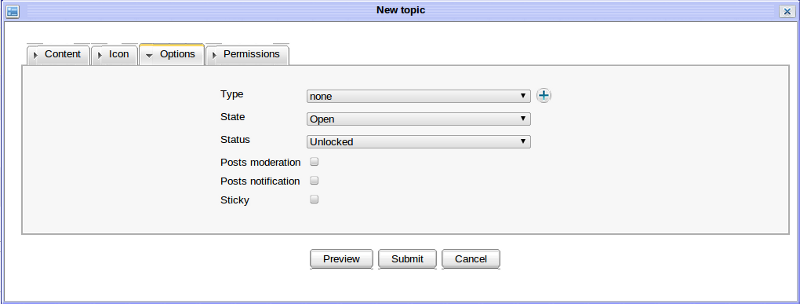 New topic
Content Icon Options Permissions
Type none
State Open
Status Unlocked
Posts moderation
Posts notification
Sticky
Preview Submit Cancel